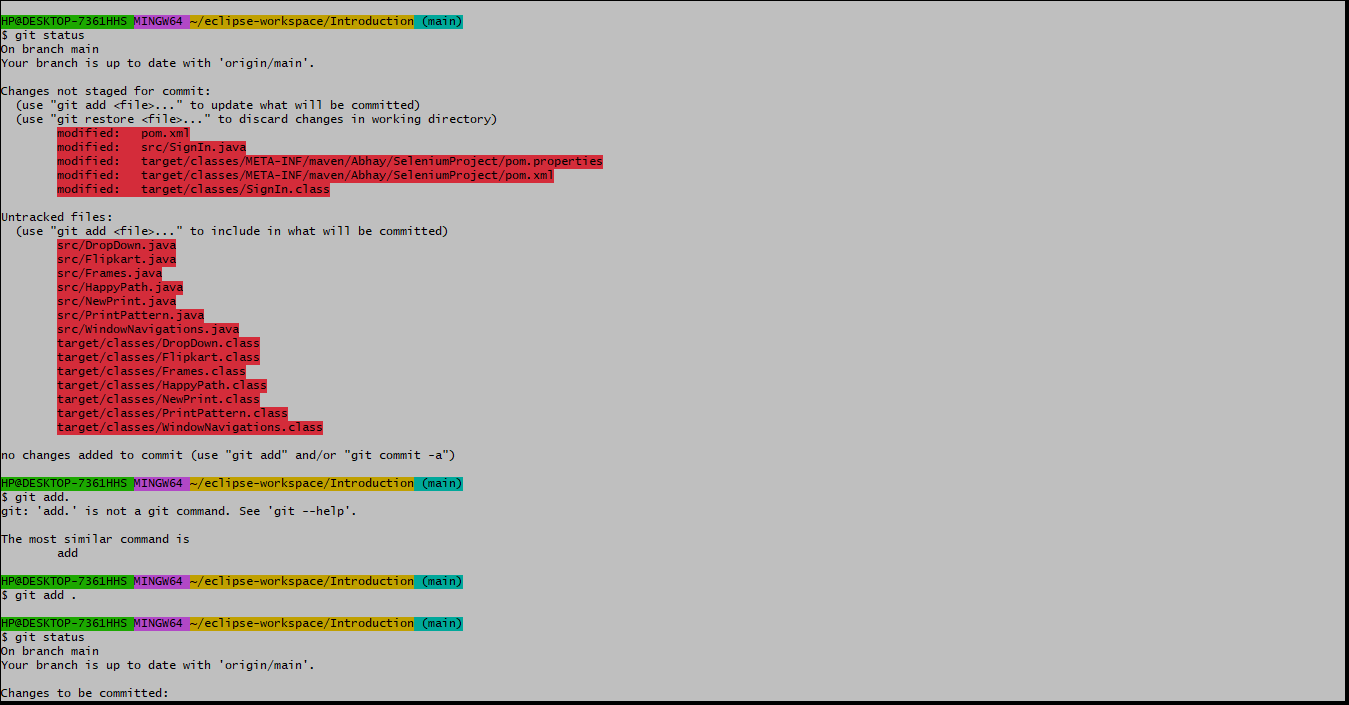 HP@DESKTOP-7361HHS MINGW64 ~/eclipse-workspace/Introduction (main)
$ git status
On branch main
Your branch is up to date with 'origin/main'.
Changes not staged for commit:
(use "git add <file>..." to update what will be committed)
(use "git restore <file>..." to discard changes in working directory)
modified:   pom.xml
modified:   src/SignIn.java
modified:   target/classes/META-INF/maven/Abhay/SeleniumProject/pom.properties
modified:   target/classes/META-INF/maven/Abhay/SeleniumProject/pom.xml
modified:   target/classes/SignIn.class
Untracked files:
(use "git add <file>..." to include in what will be committed)
src/DropDown.java
src/Flipkart.java
src/Frames.java
src/HappyPath.java
src/NewPrint.java
src/PrintPattern.java
src/WindowNavigations.java
target/classes/DropDown.class
target/classes/Flipkart.class
target/classes/Frames.class
target/classes/HappyPath.class
target/classes/NewPrint.class
target/classes/PrintPattern.class
target/classes/WindowNavigations.class
no changes added to commit (use "git add" and/or "git commit -a")
HP@DESKTOP-7361HHS MINGW64 ~/eclipse-workspace/Introduction (main)
$ git add.
git: 'add.' is not a git command. See 'git --help'.
The most similar command is
add
HP@DESKTOP-7361HHS MINGW64 ~/eclipse-workspace/Introduction (main)
$ git add .
HP@DESKTOP-7361HHS MINGW64 ~/eclipse-workspace/Introduction (main)
$ git status
On branch main
Your branch is up to date with 'origin/main'.
Changes to be committed: